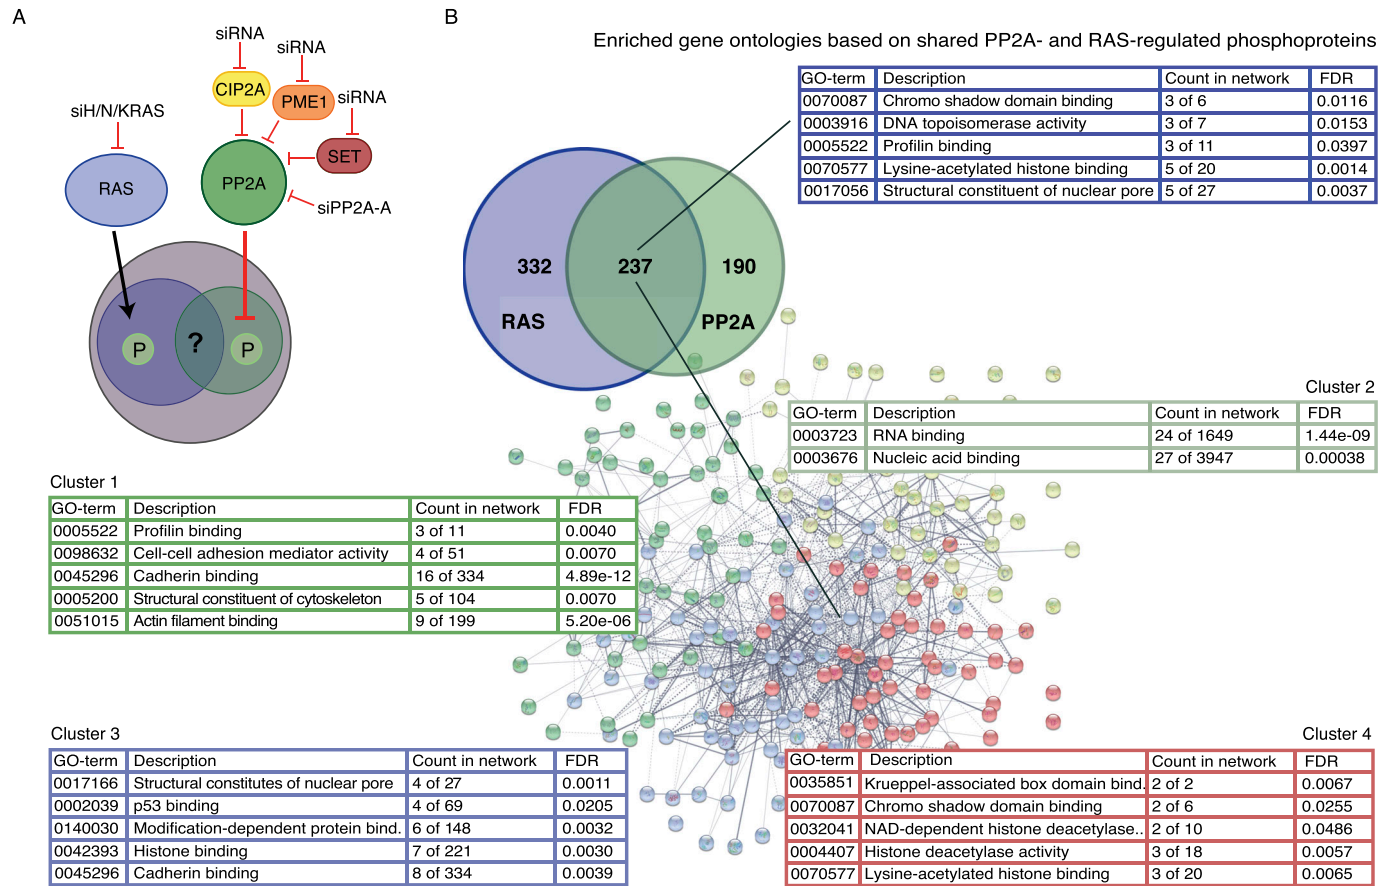 A
siRNA
siRNA
CIP2A
PME1
siRNA
siH/N/KRAS
SET
RAS
PP2A
siPP2A-A
P
?
P
B
Enriched gene ontologies based on shared PP2A- and RAS-regulated phosphoproteins
GO-term Description Count in network FDR
0070087 Chromo shadow domain binding 3 of 6 0.0116
0003916 DNA topoisomerase activity 3 of 7 0.0153
0005522 Profilin binding 3 of 11 0.0397
0070577 Lysine-acetylated histone binding 5 of 20 0.0014
0017056 Structural constituent of nuclear pore 5 of 27 0.0037
332 237 190
RAS PP2A
Cluster 2
GO-term Description Count in network FDR
0003723 RNA binding 24 of 1649 1.44e-09
0003676 Nucleic acid binding 27 of 3947 0.00038
Cluster 1
GO-term Description Count in network FDR
0005522 Profilin binding 3 of 11 0.0040
0098632 Cell-cell adhesion mediator activity 4 of 51 0.0070
0045296 Cadherin binding 16 of 334 4.89e-12
0005200 Structural constituent of cytoskeleton 5 of 104 0.0070
0051015 Actin filament binding 9 of 199 5.20e-06
Cluster 3
GO-term Description Count in network FDR
0017166 Structural constitutes of nuclear pore 4 of 27 0.0011
0002039 p53 binding 4 of 69 0.0205
0140030 Modification-dependent protein bind. 6 of 148 0.0032
0042393 Histone binding 7 of 221 0.0030
0045296 Cadherin binding 8 of 334 0.0039
Cluster 4
GO-term Description Count in network FDR
0035851 Krueppel-associated box domain bind. 2 of 2 0.0067
0070087 Chromo shadow domain binding 2 of 6 0.0255
0032041 NAD-dependent histone deacetylase.. 2 of 10 0.0486
0004407 Histone deacetylase activity 3 of 18 0.0057
0070577 Lysine-acetylated histone binding 3 of 20 0.0065